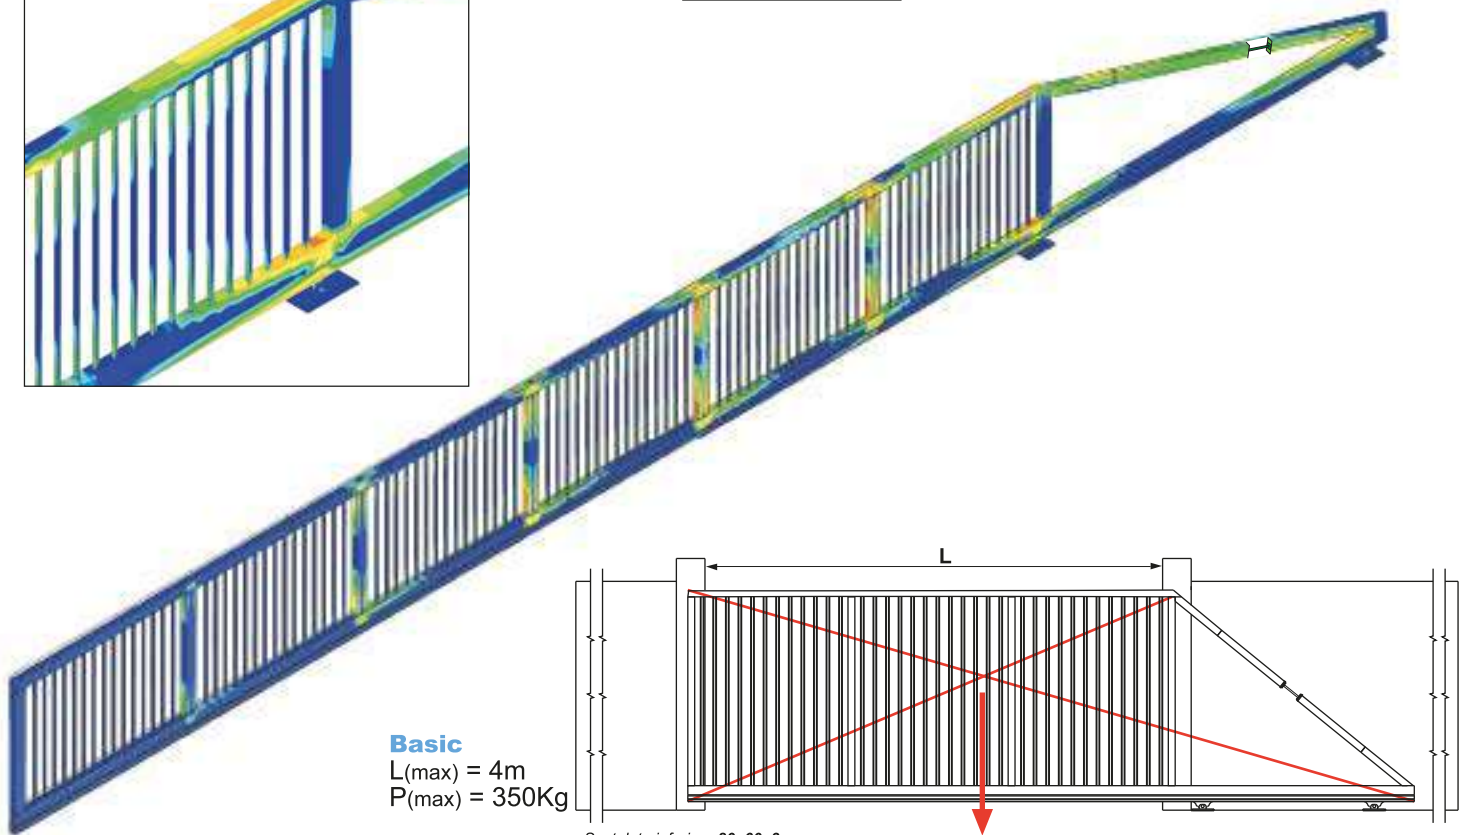 L
Basic
L(max) = 4m
P(max) = 350Kg